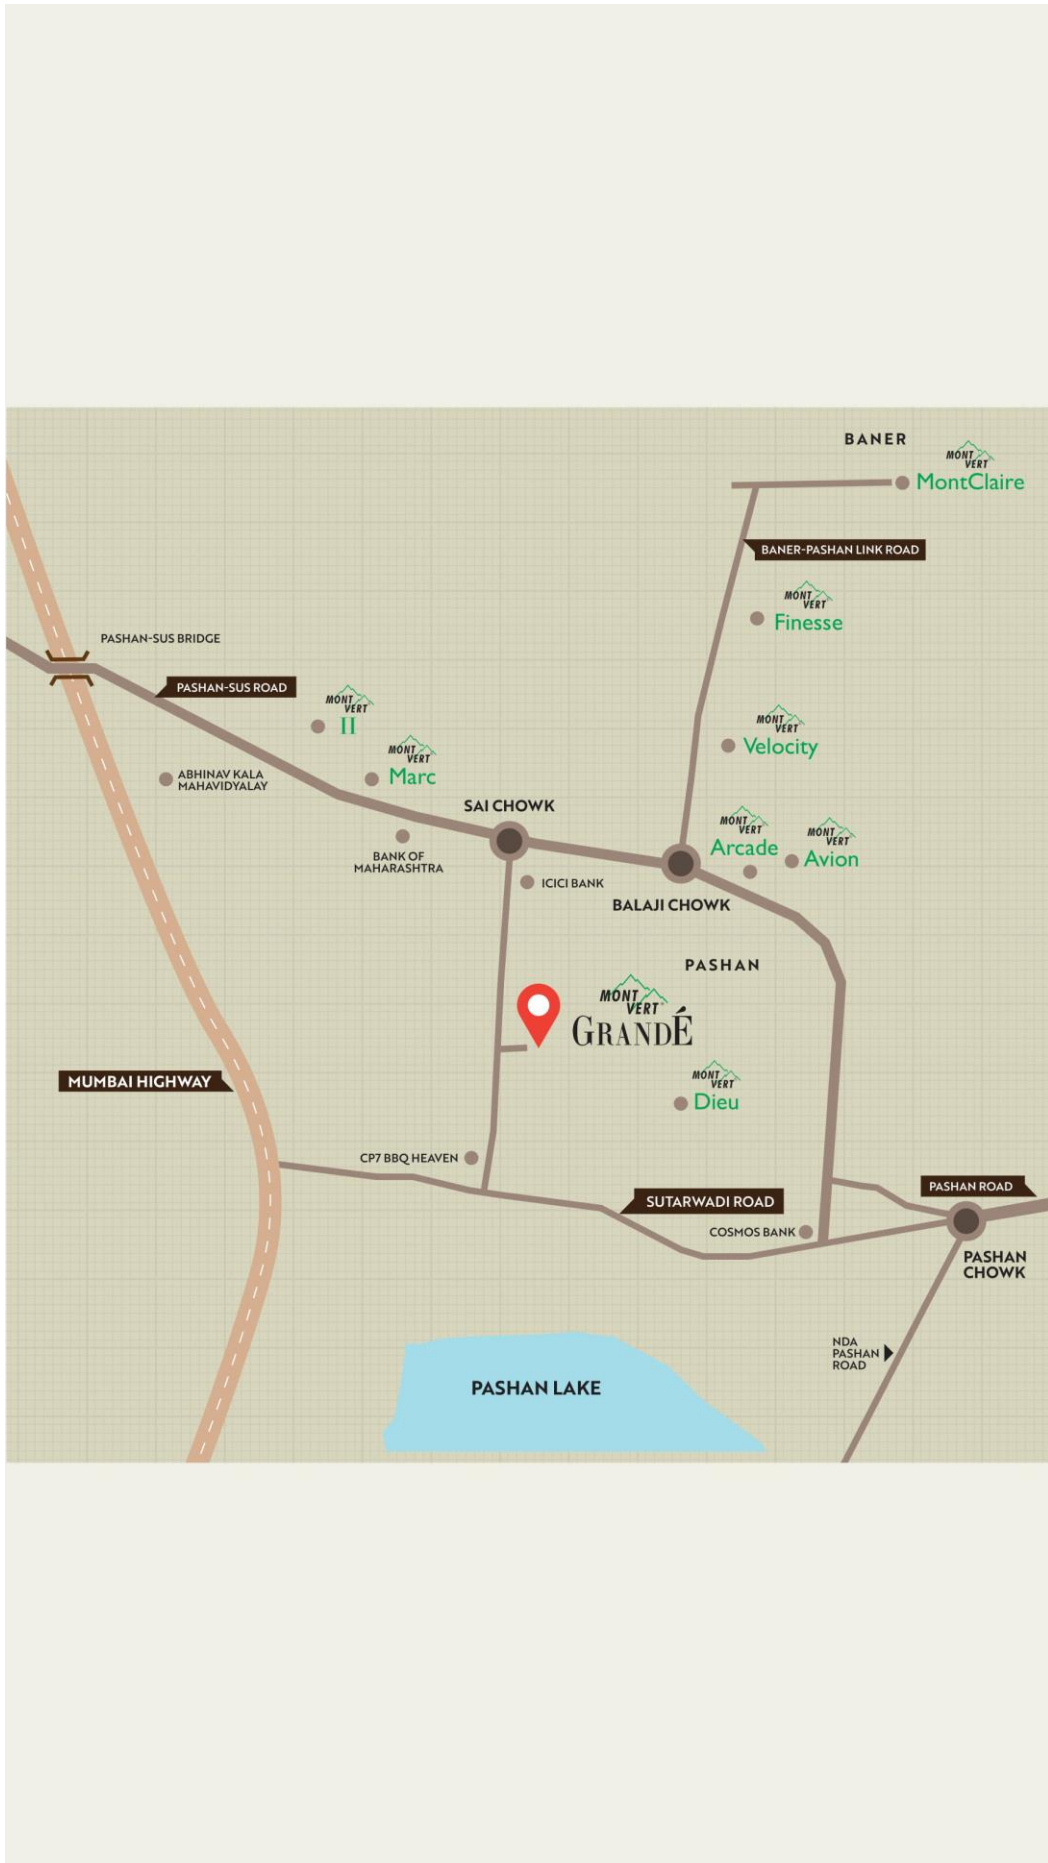 BANER
MONT
VERT
MontClaire
BANER-PASHAN LINK ROAD
MONT
VERT
Finesse
PASHAN-SUS BRIDGE
PASHAN-SUS ROAD
MONT
VERT
II
MONT
VERT
Velocity
MONT
VERT
Marc
ABHINAV KALA
MAHAVIDYALAY
SAI CHOWK
MONT
VERT
Arcade
MONT
VERT
Avion
BANK OF
MAHARASHTRA
ICICI BANK
BALAJI CHOWK
PASHAN
MONT
VERT
GRANDÉ
MUMBAI HIGHWAY
MONT
VERT
Dieu
CP7 BBQ HEAVEN
SUTARWADI ROAD
PASHAN ROAD
COSMOS BANK
PASHAN
CHOWK
NDA
PASHAN
ROAD
PASHAN LAKE